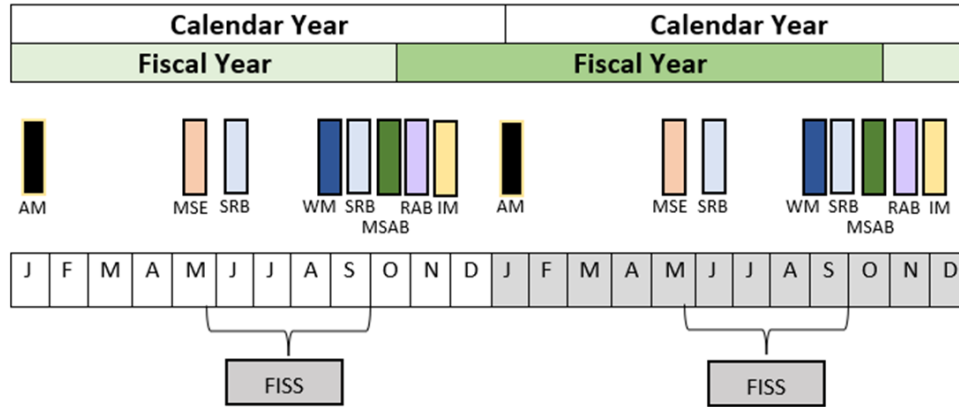 Calendar Year Calendar Year
Fiscal Year Fiscal Year
AM MSE SRB WM SRB RAB IM AM MSE SRB WM SRB RAB IM
MSAB MSAB
J F M A M J J A S O N D J F M A M J J A S O N D
FISS FISS